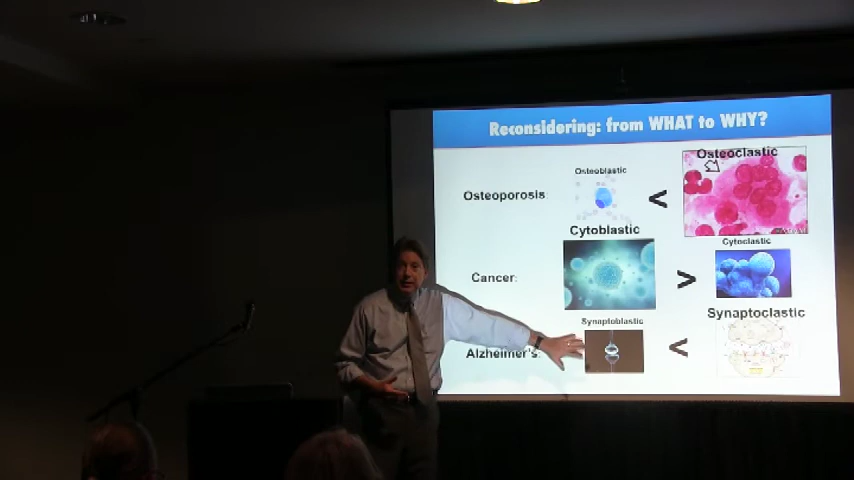 Reconsidering: from WHAT to WHY?
Osteoporosis: Osteoblastic < Osteoclastic
Cancer: Cytoblastic > Cytoclastic
Alzheimer's: Synaptoblastic < Synaptoclastic